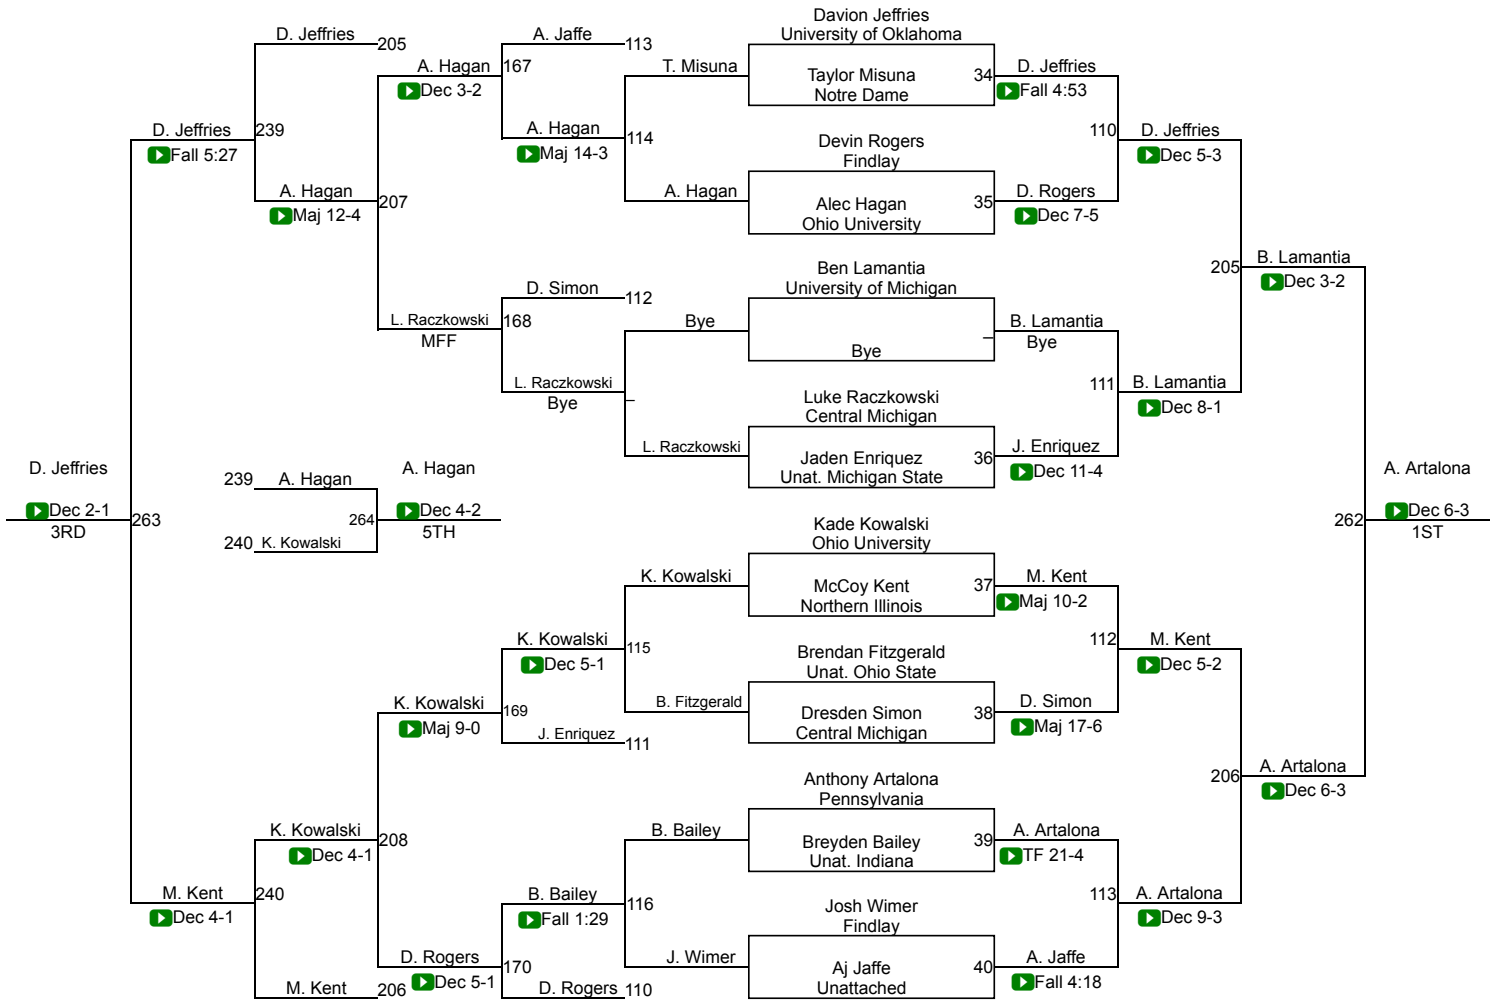 Davion Jeffries
University of Oklahoma
D. Jeffries
205
A. Jaffe
113
A. Hagan
167
Dec 3-2
T. Misuna
Taylor Misuna
Notre Dame
34
D. Jeffries
Fall 4:53
D. Jeffries
239
Fall 5:27
A. Hagan
114
Maj 14-3
Devin Rogers
Findlay
110
D. Jeffries
Dec 5-3
A. Hagan
207
Maj 12-4
A. Hagan
Alec Hagan
Ohio University
35
D. Rogers
Dec 7-5
Ben Lamantia
University of Michigan
205
B. Lamantia
Dec 3-2
D. Simon
112
L. Raczkowski
168
MFF
Bye
Bye
–
B. Lamantia
Bye
L. Raczkowski
Bye
–
Luke Raczkowski
Central Michigan
111
B. Lamantia
Dec 8-1
L. Raczkowski
Jaden Enriquez
Unat. Michigan State
36
J. Enriquez
Dec 11-4
D. Jeffries
Dec 2-1
3RD
263
239
A. Hagan
264
240
K. Kowalski
A. Hagan
Dec 4-2
5TH
262
A. Artalona
Dec 6-3
1ST
Kade Kowalski
Ohio University
K. Kowalski
McCoy Kent
Northern Illinois
37
M. Kent
Maj 10-2
K. Kowalski
115
Dec 5-1
Brendan Fitzgerald
Unat. Ohio State
112
M. Kent
Dec 5-2
K. Kowalski
169
Maj 9-0
B. Fitzgerald
Dresden Simon
Central Michigan
38
D. Simon
Maj 17-6
J. Enriquez
111
Anthony Artalona
Pennsylvania
206
A. Artalona
Dec 6-3
K. Kowalski
208
Dec 4-1
B. Bailey
Breyden Bailey
Unat. Indiana
39
A. Artalona
TF 21-4
M. Kent
240
Dec 4-1
B. Bailey
116
Fall 1:29
Josh Wimer
Findlay
113
A. Artalona
Dec 9-3
D. Rogers
170
Dec 5-1
J. Wimer
Aj Jaffe
Unattached
40
A. Jaffe
Fall 4:18
M. Kent
206
D. Rogers
110